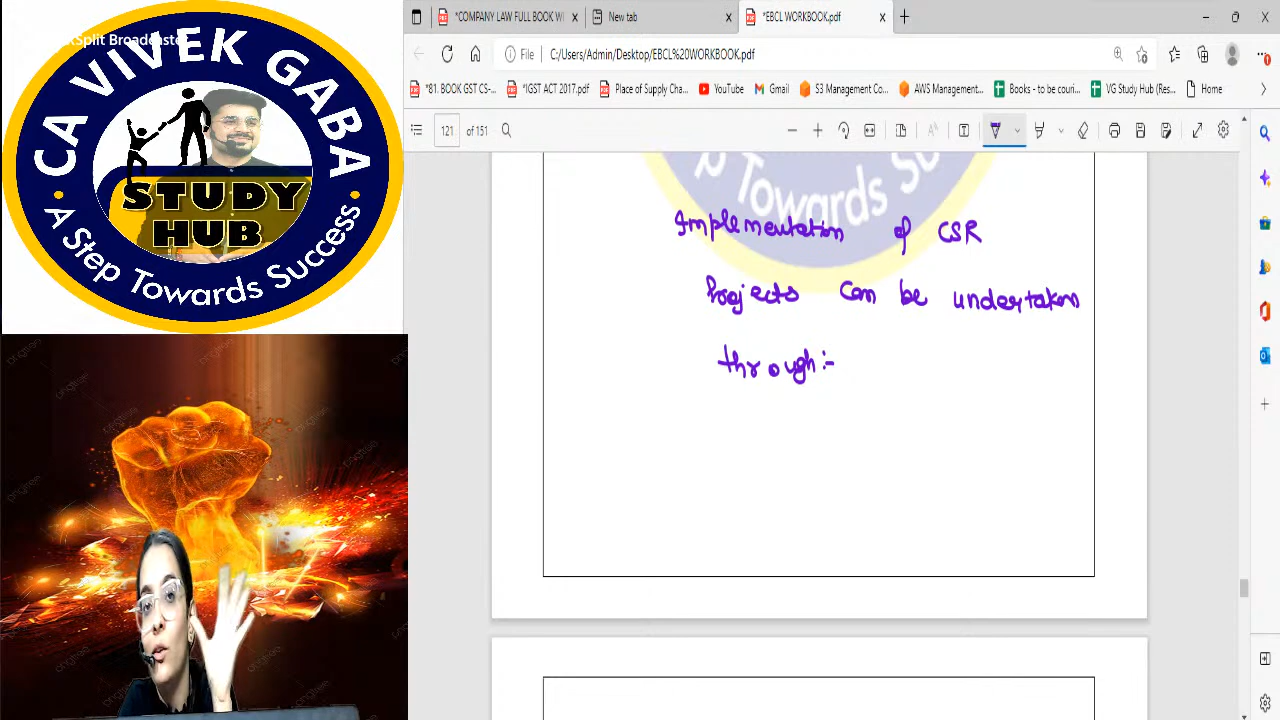 CA VIVEK GABA
STUDY
HUB
A Step Towards Success
*COMPANY LAW FULL BOOK
New tab
*EBCL WORKBOOK.pdf
File
C:/Users/Admin/Desktop/EBCL%20WORKBOOK.pdf
*81. BOOK GST CS-...
*IGST ACT 2017.pdf
Place of Supply Cha...
YouTube
Gmail
S3 Management Co...
AWS Management...
Books - to be couri...
VG Study Hub (Res...
Home
121
of 151
p Towards Su
Implementation of CSR
Projects can be undertaken
through:-